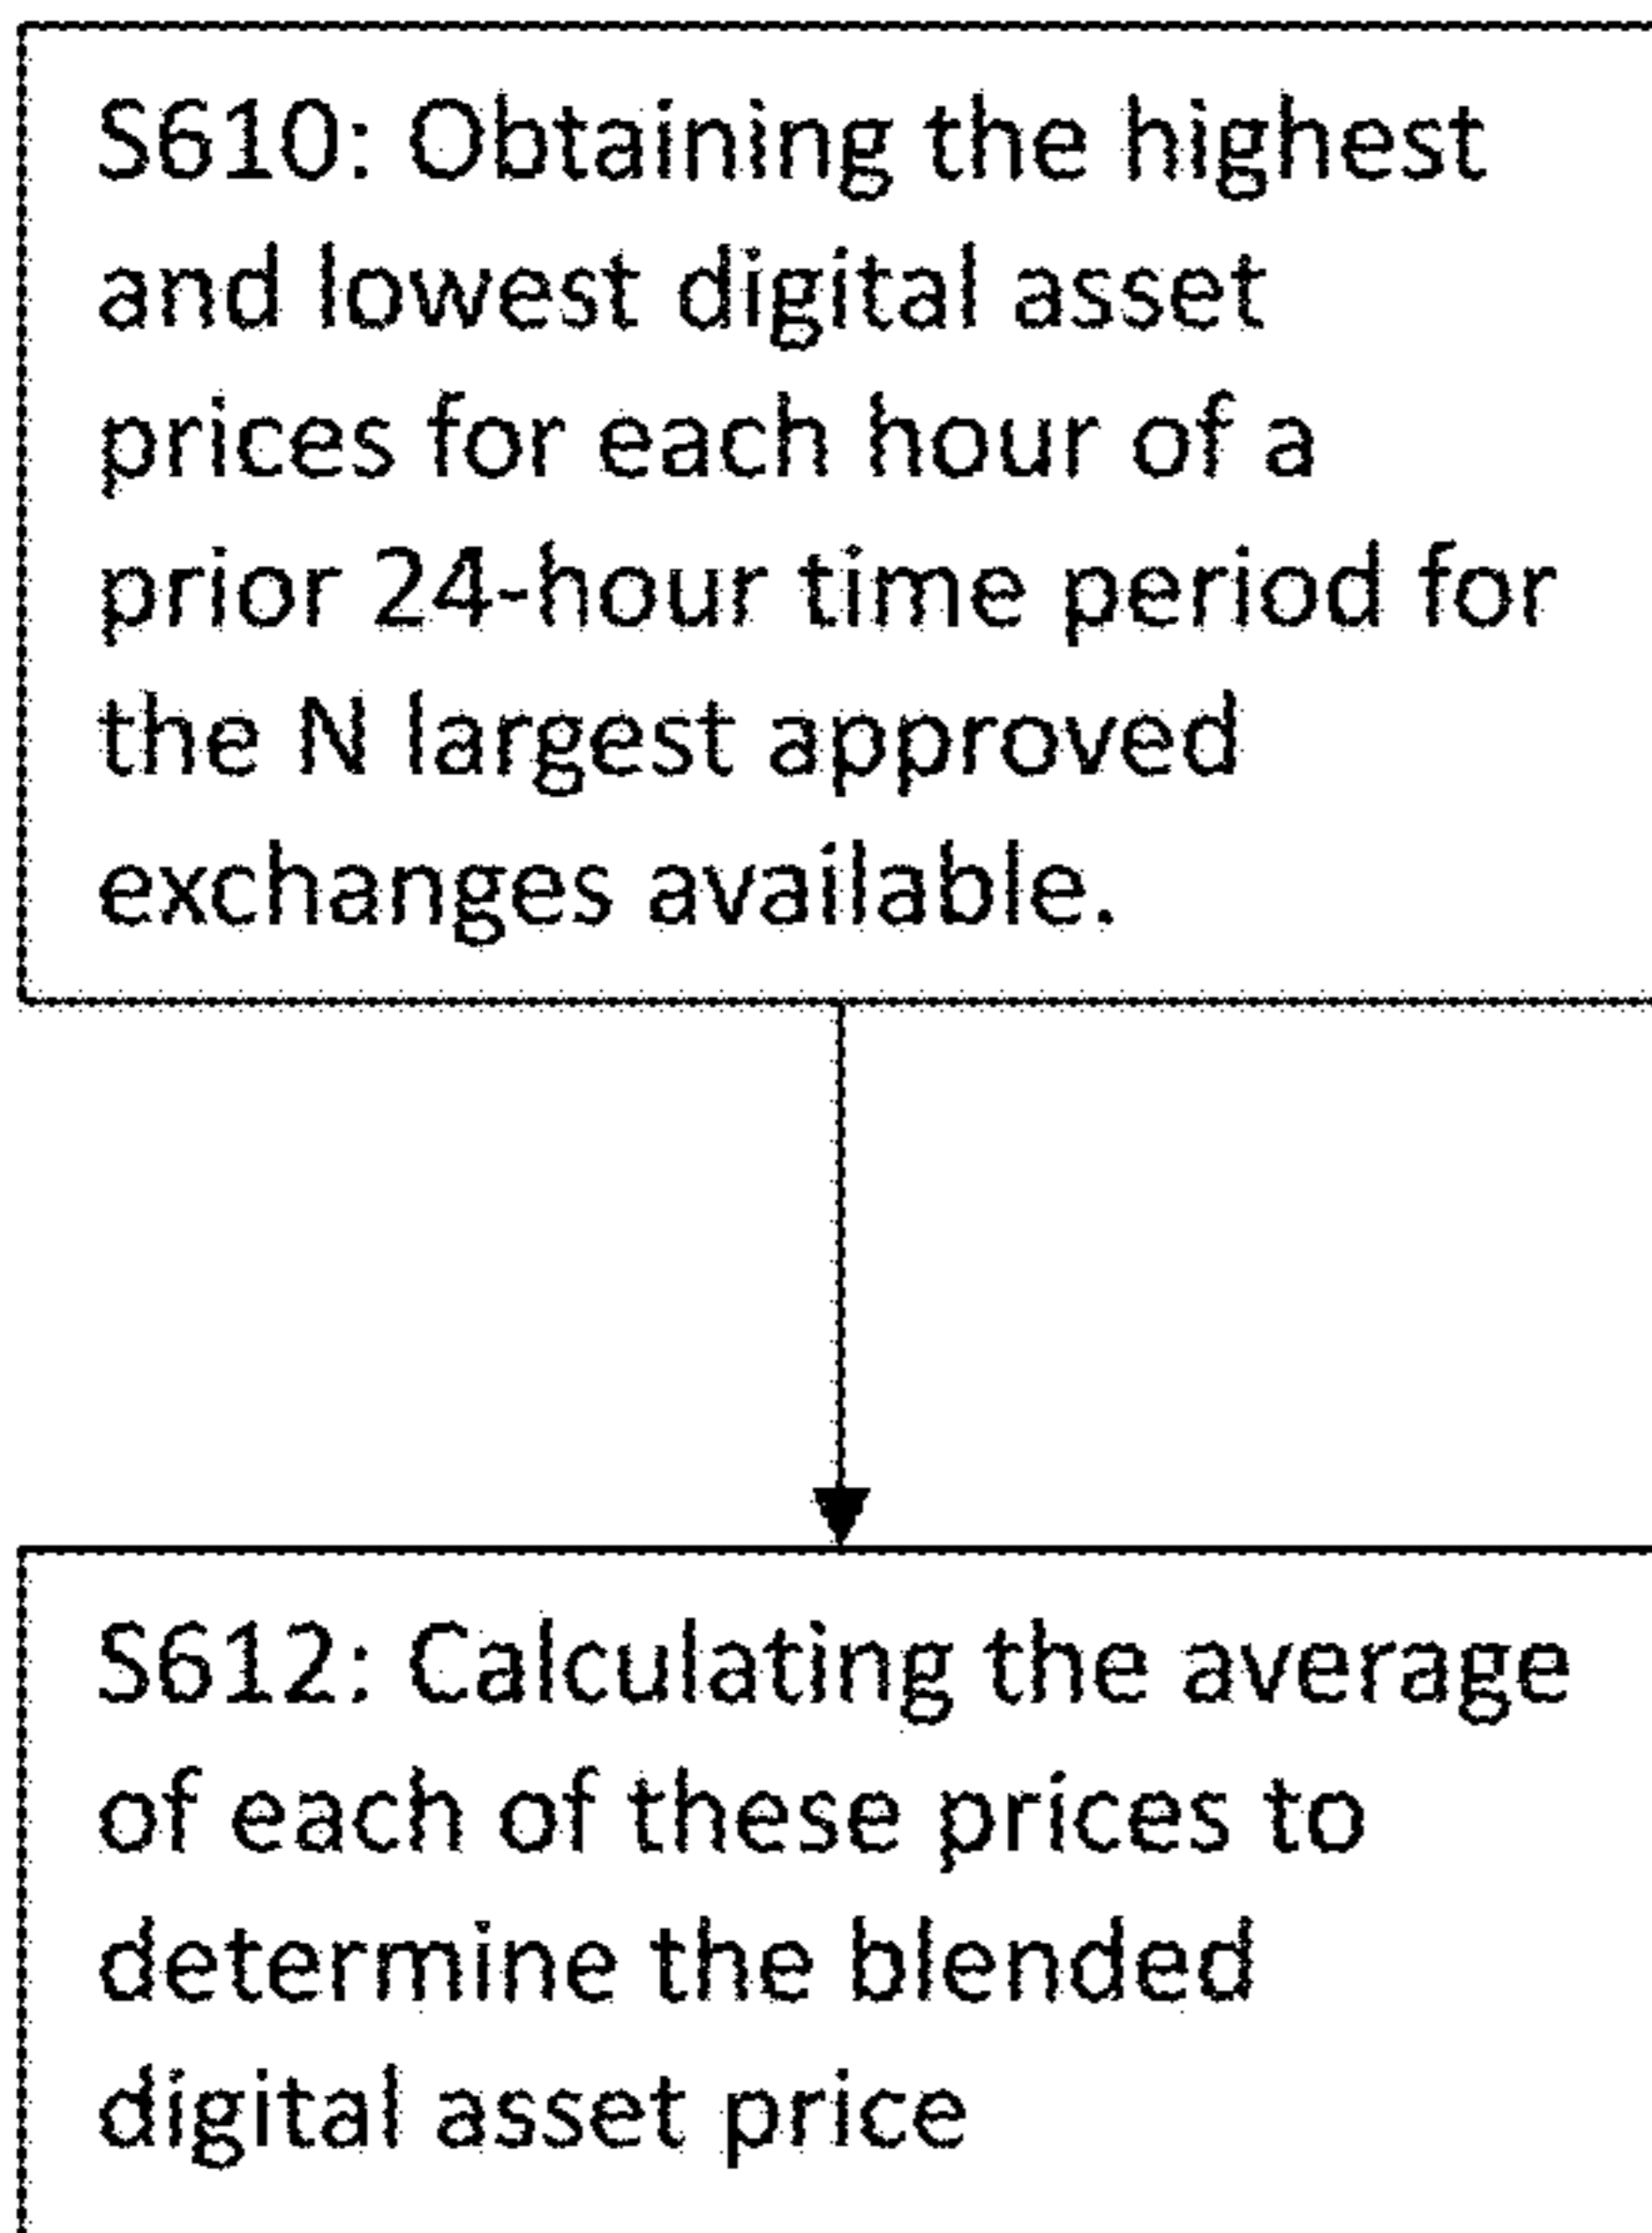 S610: Obtaining the highest
and lowest digital asset
prices for each hour of a
prior 24-hour time period for
the N largest approved
exchanges available.
S612: Calculating the average
of each of these prices to
determine the blended
digital asset price